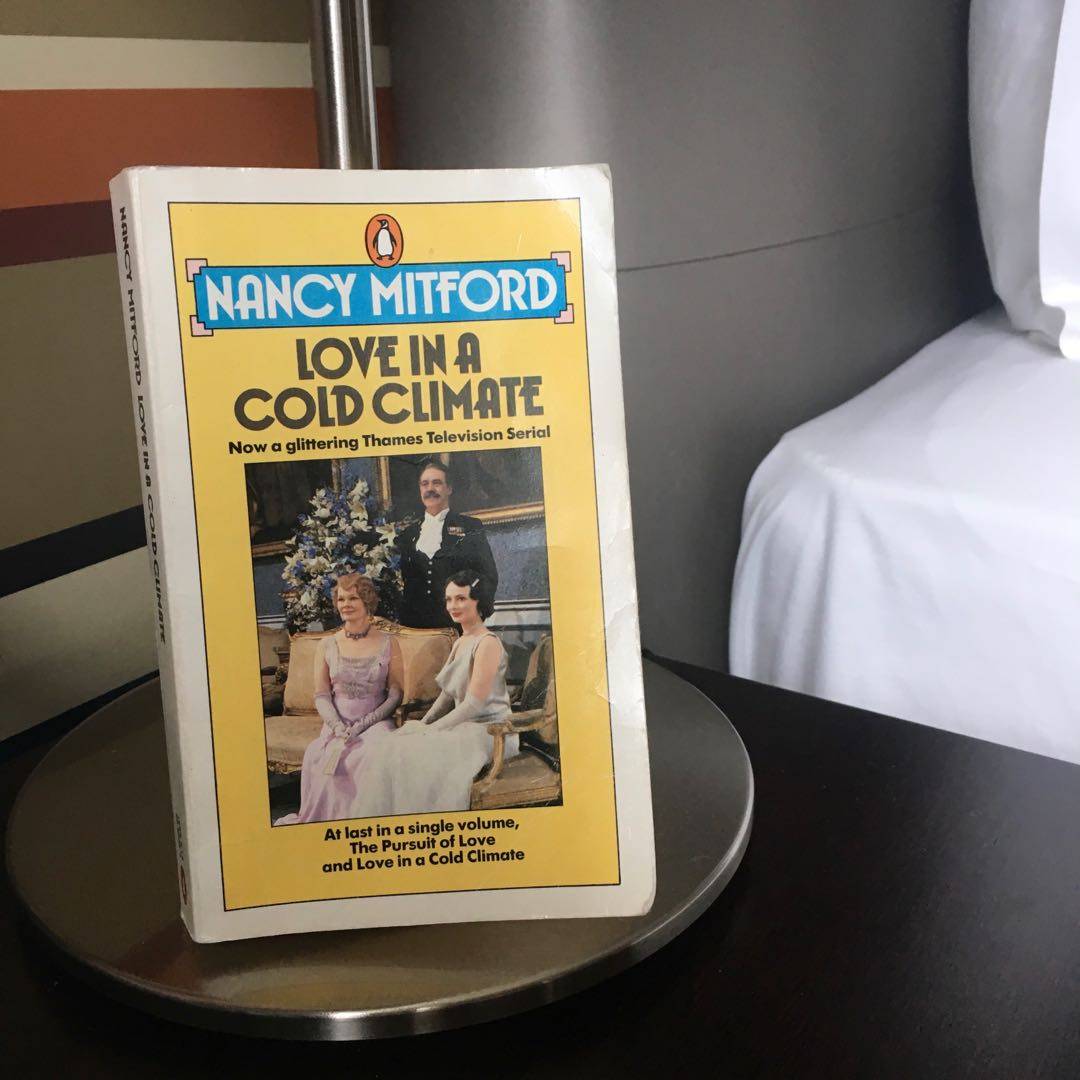 NANCY MITFORD
LOVE IN A
COLD CLIMATE
Now a glittering Thames Television Serial
At last in a single volume,
The Pursuit of Love
and Love in a Cold Climate
NANCY MITFORD LOVE IN A COLD CLIMATE